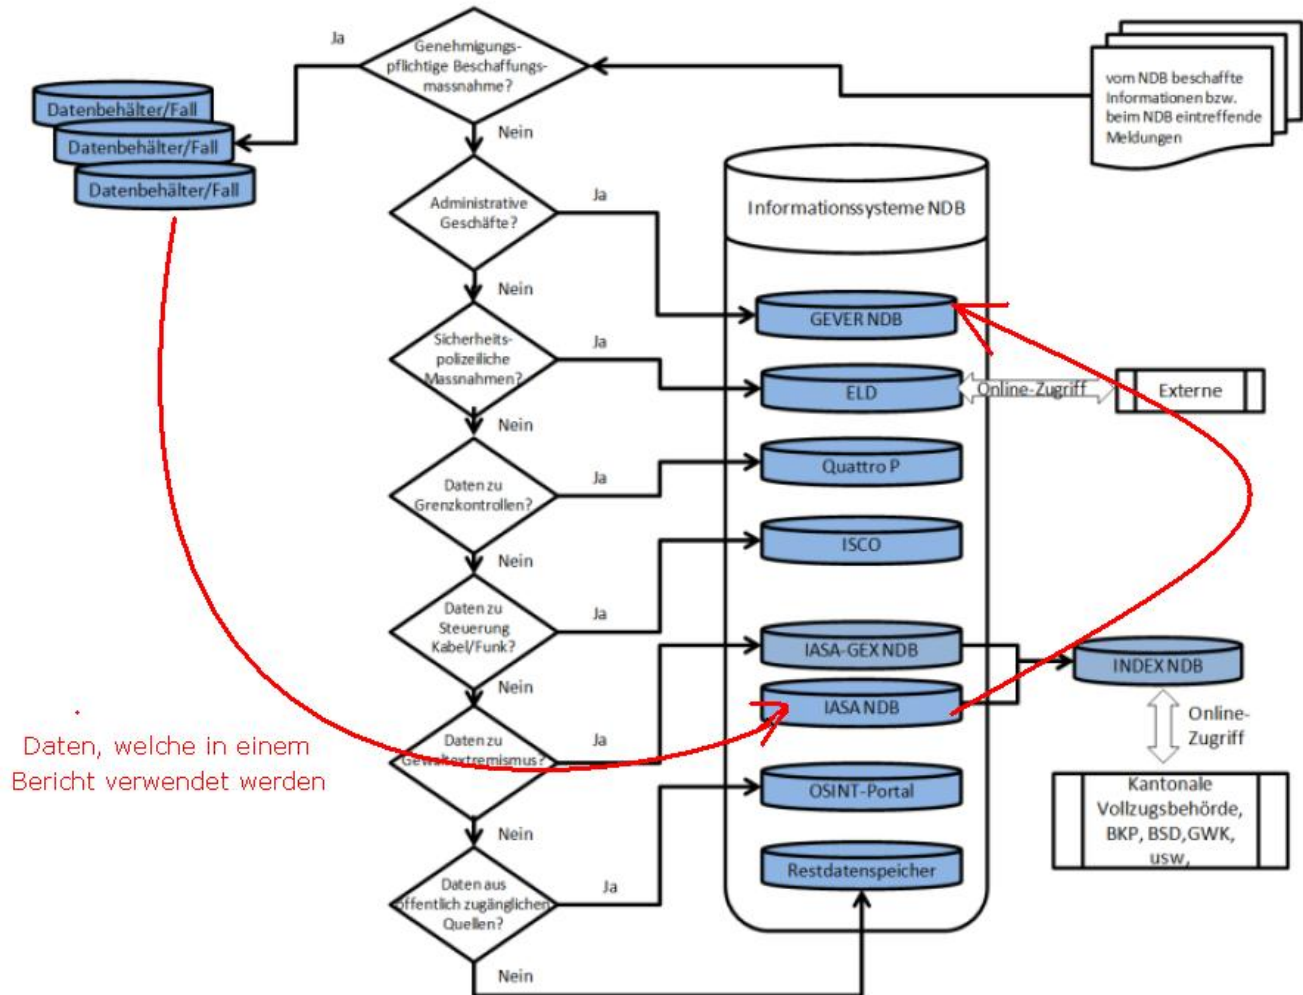 Ja
Genehmigungs-
pflichtige Beschaffungs-
massnahme?
vom NDB beschaffte
Informationen bzw.
beim NDB eintreffende
Meldungen
Datenbehälter/Fall
Datenbehälter/Fall
Datenbehälter/Fall
Nein
Administrative
Geschäfte?
Ja
Informationssysteme NDB
Nein
GEVER NDB
Sicherheits-
polizeiliche
Massnahmen?
Ja
ELD
Online-Zugriff
Externe
Nein
Daten zu
Grenzkontrollen?
Ja
Quattro P
Nein
ISCO
Daten zu
Steuerung
Kabel/Funk?
Ja
IASA-GEX NDB
INDEX NDB
Nein
IASA NDB
Daten, welche in einem
Bericht verwendet werden
Daten zu
Gewaltextremismus?
Ja
Online-
Zugriff
OSINT-Portal
Kantonale
Vollzugsbehörde,
BKP, BSD,GWK,
usw,
Nein
Daten aus
öffentlich zugänglichen
Quellen?
Ja
Restdatenspeicher
Nein